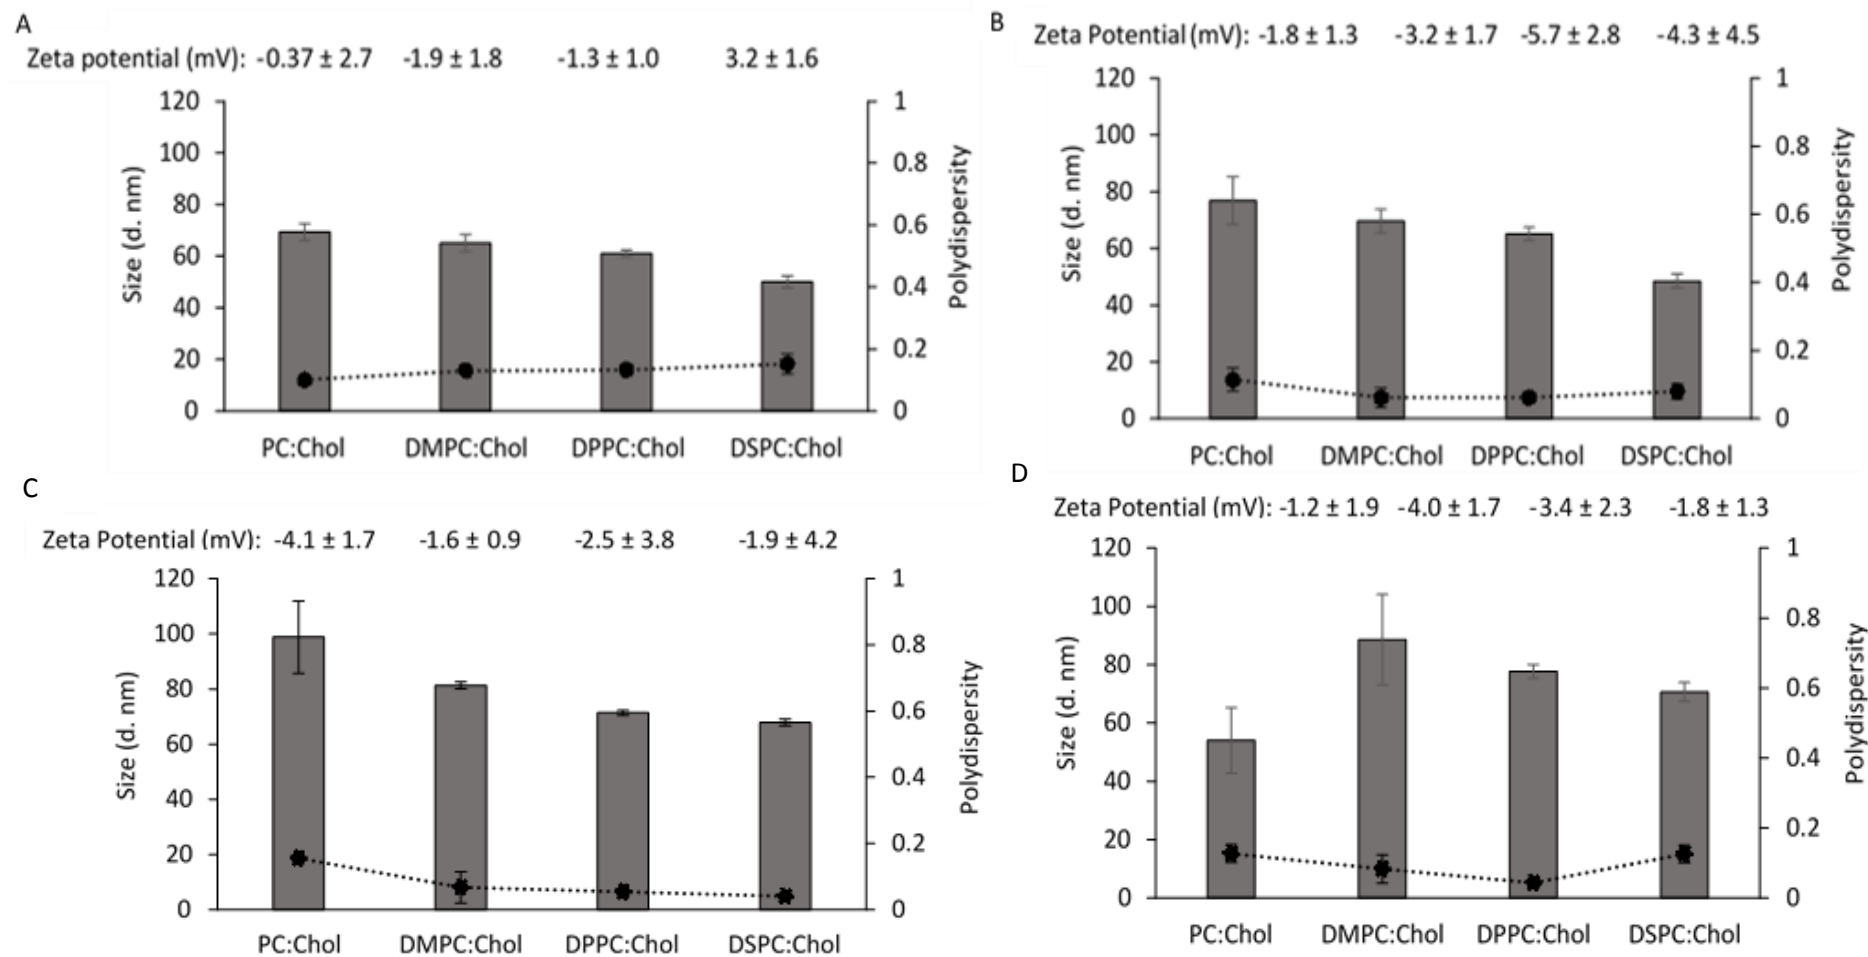 A
Zeta potential (mV): -0.37 ± 2.7 -1.9 ± 1.8 -1.3 ± 1.0 3.2 ± 1.6
120
100
80
60
40
20
0
Size (d. nm)
1
0.8
0.6
0.4
0.2
0
Polydispersity
PC:Chol DMPC:Chol DPPC:Chol DSPC:Chol
B
Zeta Potential (mV): -1.8 ± 1.3 -3.2 ± 1.7 -5.7 ± 2.8 -4.3 ± 4.5
120
100
80
60
40
20
0
Size (d. nm)
1
0.8
0.6
0.4
0.2
0
Polydispersity
PC:Chol DMPC:Chol DPPC:Chol DSPC:Chol
C
Zeta Potential (mV): -4.1 ± 1.7 -1.6 ± 0.9 -2.5 ± 3.8 -1.9 ± 4.2
120
100
80
60
40
20
0
Size (d. nm)
1
0.8
0.6
0.4
0.2
0
Polydispersity
PC:Chol DMPC:Chol DPPC:Chol DSPC:Chol
D
Zeta Potential (mV): -1.2 ± 1.9 -4.0 ± 1.7 -3.4 ± 2.3 -1.8 ± 1.3
120
100
80
60
40
20
0
Size (d. nm)
1
0.8
0.6
0.4
0.2
0
Polydispersity
PC:Chol DMPC:Chol DPPC:Chol DSPC:Chol